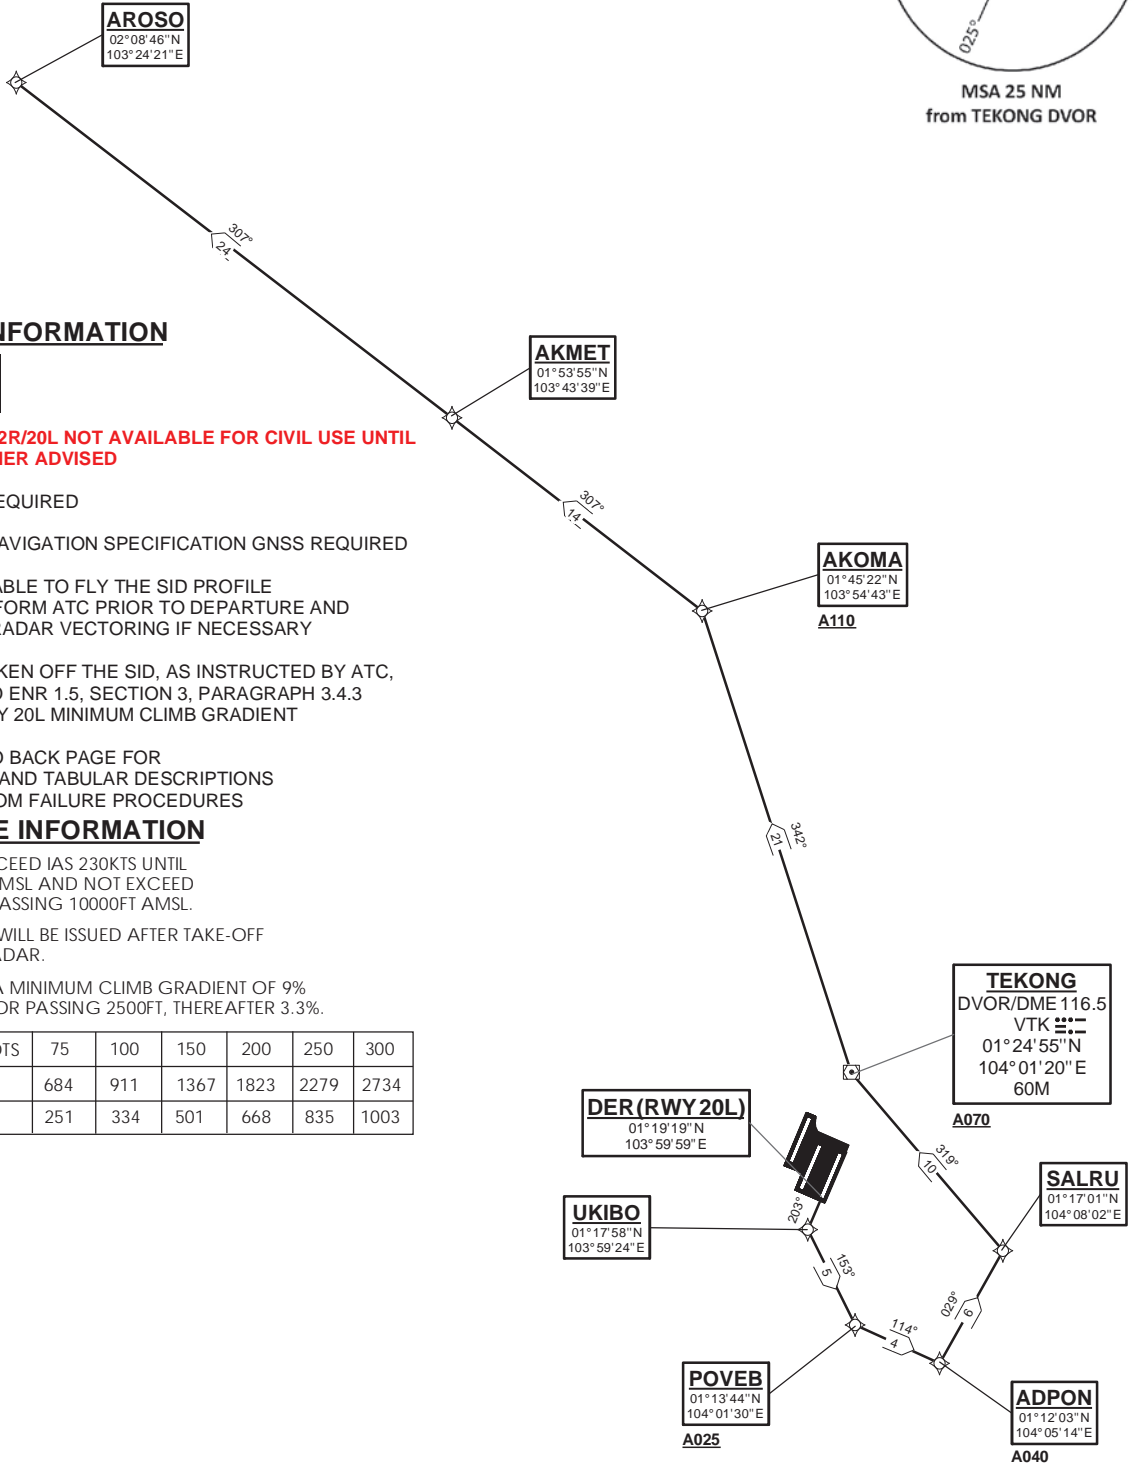 AROSO
02°08'46"N
103°24'21"E
025°
MSA 25 NM
from TEKONG DVOR
307°
24
NFORMATION
AKMET
01°53'55"N
103°43'39"E
2R/20L NOT AVAILABLE FOR CIVIL USE UNTIL
IER ADVISED
EQUIRED
AVIGATION SPECIFICATION GNSS REQUIRED
307°
14
ABLE TO FLY THE SID PROFILE
FORM ATC PRIOR TO DEPARTURE AND
RADAR VECTORING IF NECESSARY
AKOMA
01°45'22"N
103°54'43"E
A110
KEN OFF THE SID, AS INSTRUCTED BY ATC,
O ENR 1.5, SECTION 3, PARAGRAPH 3.4.3
Y 20L MINIMUM CLIMB GRADIENT
O BACK PAGE FOR
AND TABULAR DESCRIPTIONS
OM FAILURE PROCEDURES
E INFORMATION
342°
21
CEED IAS 230KTS UNTIL
MSL AND NOT EXCEED
ASSING 10000FT AMSL.
WILL BE ISSUED AFTER TAKE-OFF
ADAR.
A MINIMUM CLIMB GRADIENT OF 9%
OR PASSING 2500FT, THEREAFTER 3.3%.
OTS 75 100 150 200 250 300
684 911 1367 1823 2279 2734
251 334 501 668 835 1003
TEKONG
DVOR/DME 116.5
VTK
01°24'55"N
104°01'20"E
60M
A070
DER(RWY 20L)
01°19'19"N
103°59'59"E
319°
10
SALRU
01°17'01"N
104°08'02"E
UKIBO
01°17'58"N
103°59'24"E
203°
153°
5
029°
6
114°
4
POVEB
01°13'44"N
104°01'30"E
A025
ADPON
01°12'03"N
104°05'14"E
A040